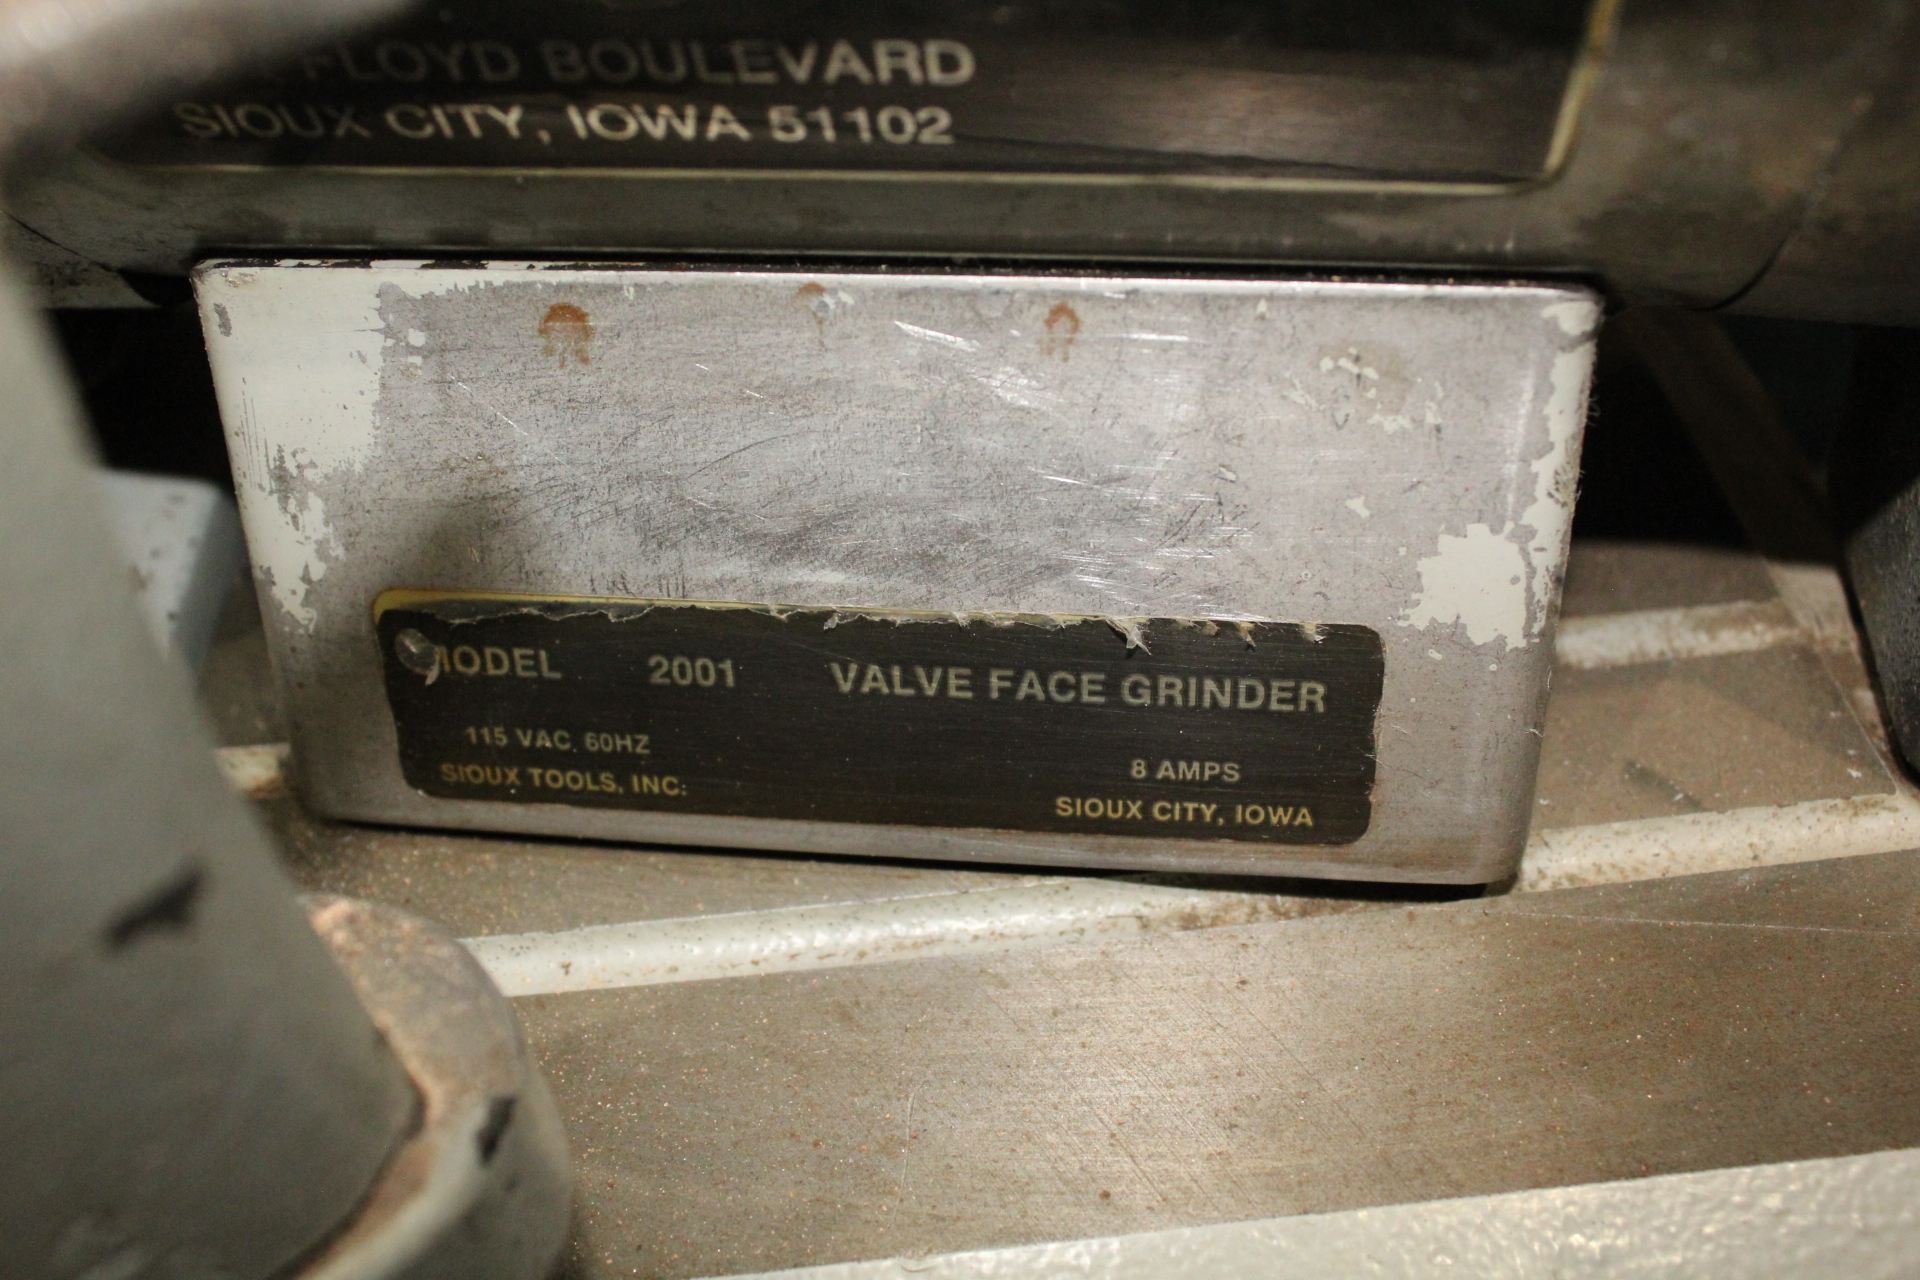 FLOYD BOULEVARD
SIOUX CITY, IOWA 51102
MODEL 2001 VALVE FACE GRINDER
115 VAC 60HZ
8 AMPS
SIOUX TOOLS, INC.
SIOUX CITY, IOWA